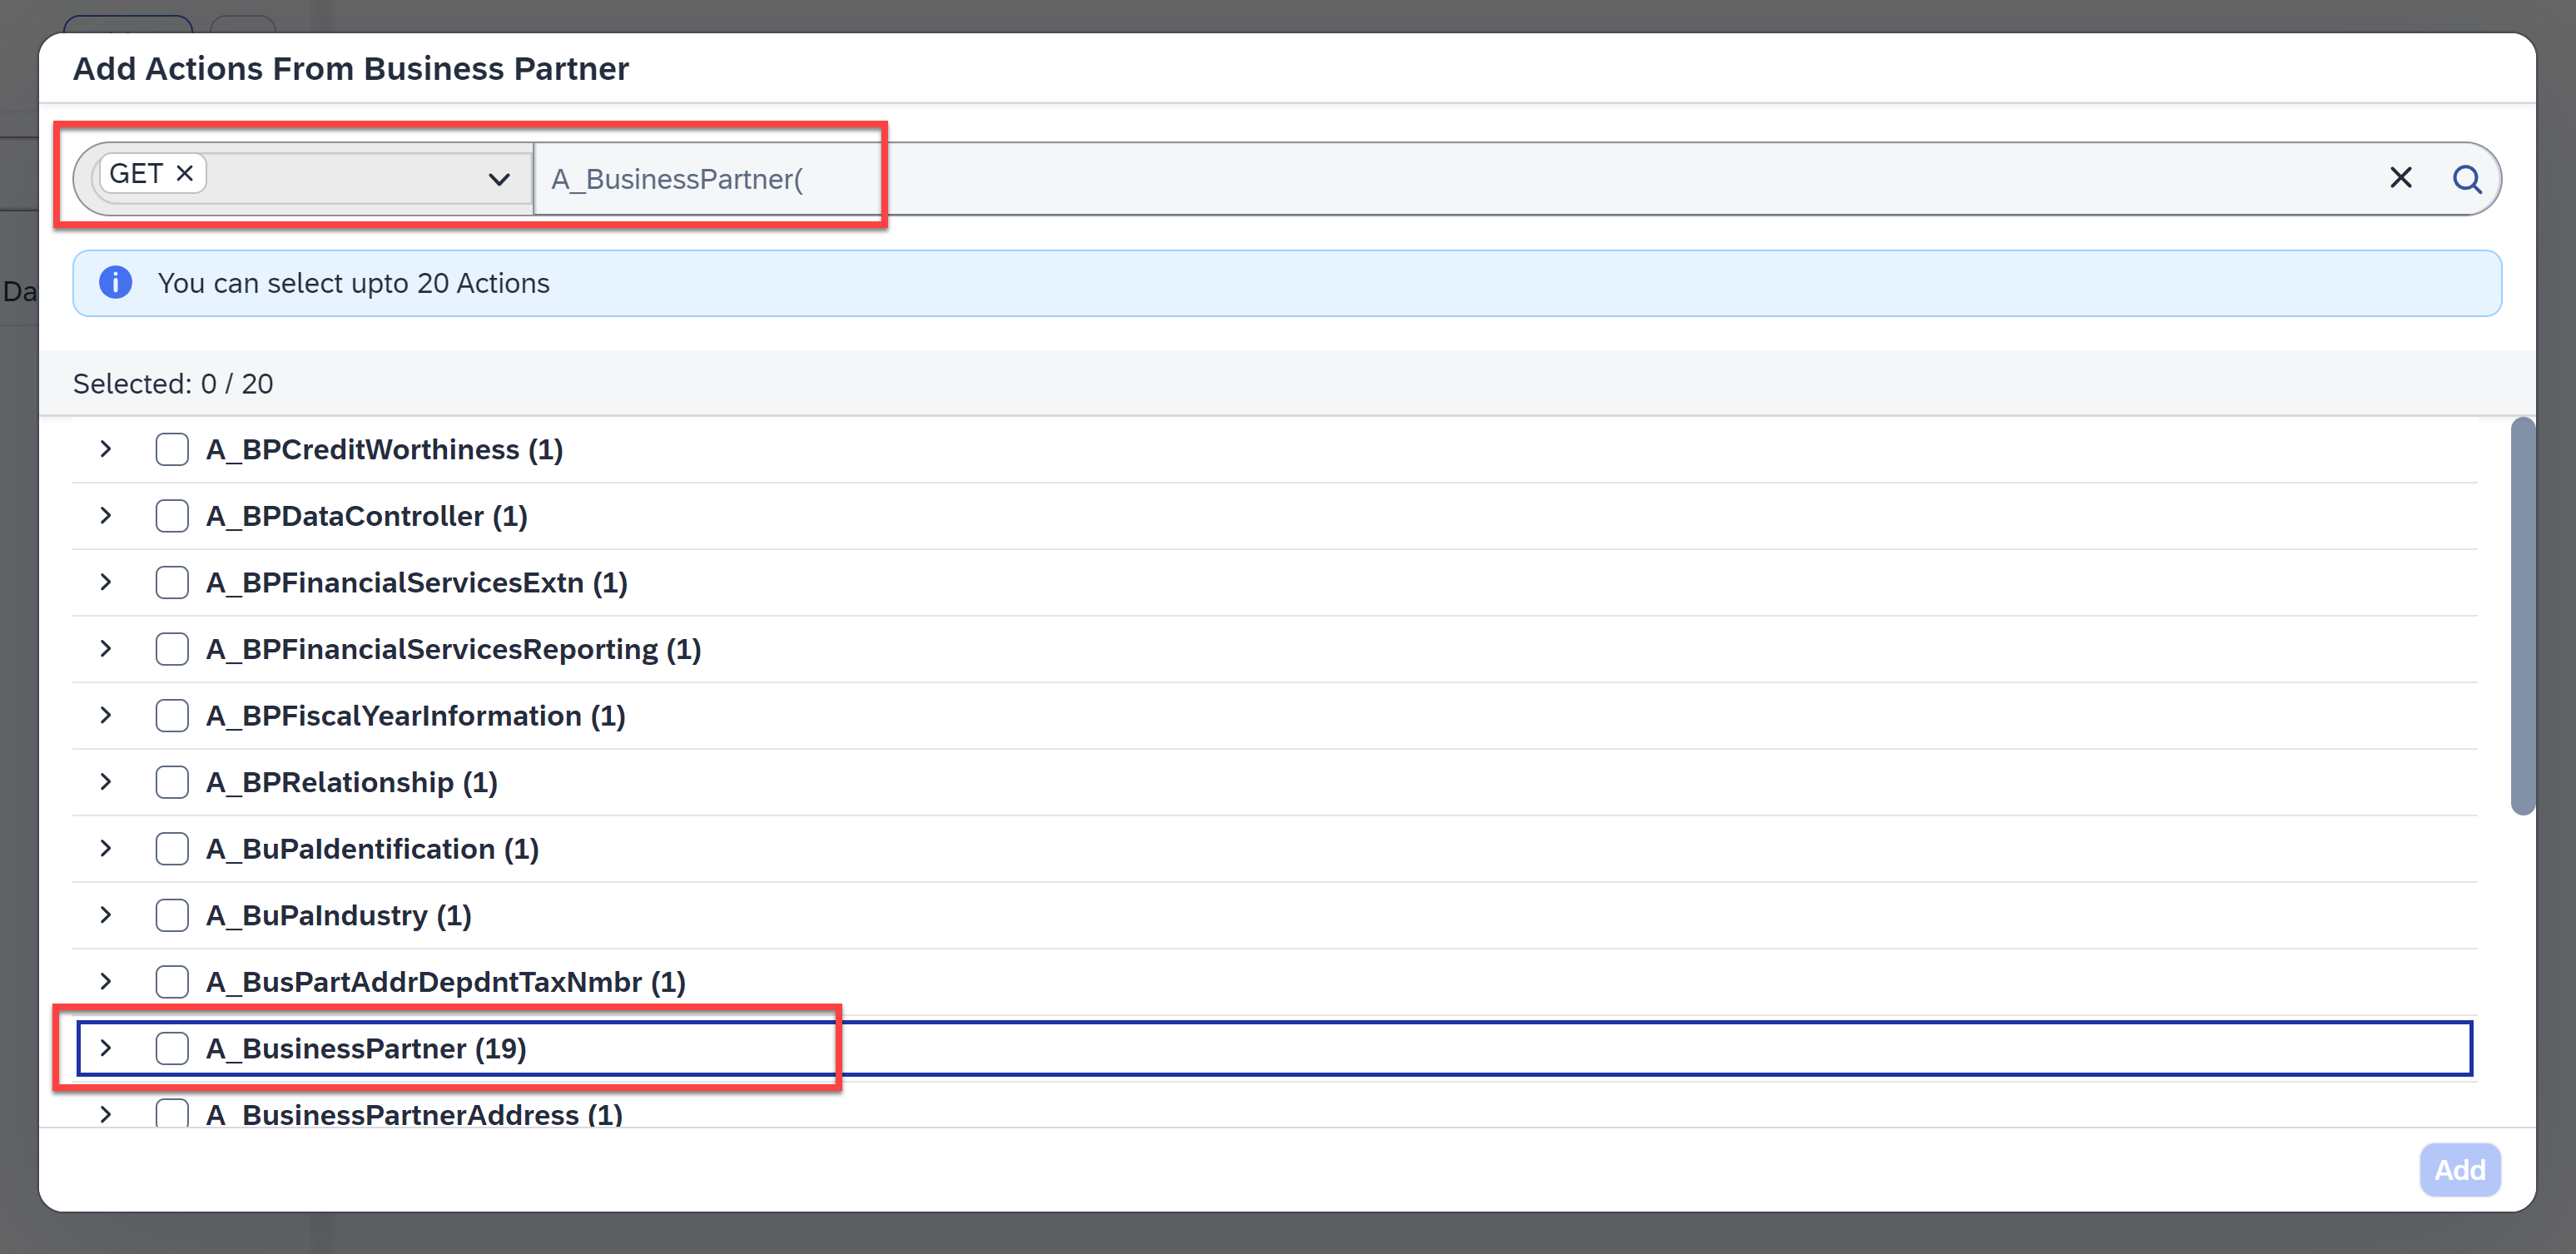 Add Actions From Business Partner
GET A_BusinessPartner(
You can select upto 20 Actions
Da
Selected: 0 / 20
A_BPCreditWorthiness (1)
A_BPDataController (1)
A_BPFinancialServicesExtn (1)
A_BPFinancialServicesReporting (1)
A_BPFiscalYearInformation (1)
A_BPRelationship (1)
A_BuPaIdentification (1)
A_BuPaIndustry (1)
A_BusPartAddrDepdntTaxNmbr (1)
A_BusinessPartner (19)
A_BusinessPartnerAddress (1)
Add